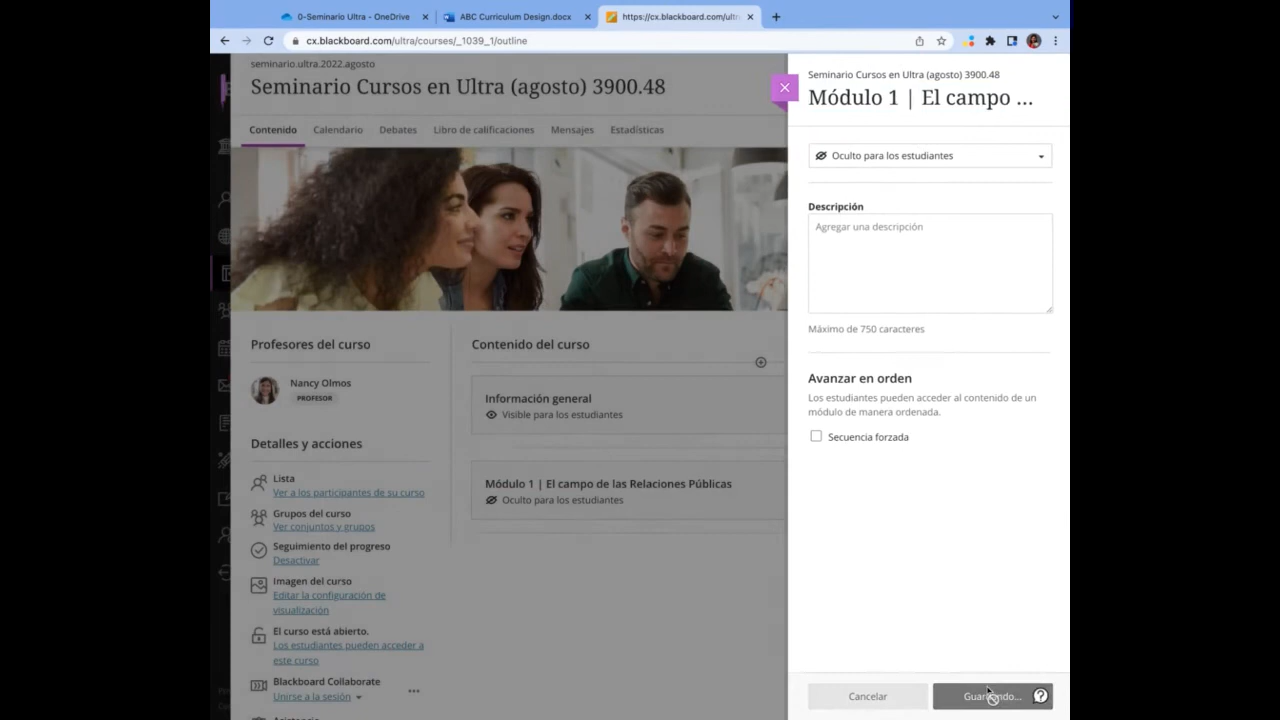 0-Seminario Ultra - OneDrive
ABC Curriculum Design.docx
https://cx.blackboard.com/ultr
cx.blackboard.com/ultra/courses/_1039_1/outline
seminario.ultra.2022.agosto
Seminario Cursos en Ultra (agosto) 3900.48
Contenido
Calendario
Debates
Libro de calificaciones
Mensajes
Estadísticas
Profesores del curso
Nancy Olmos
PROFESOR
Detalles y acciones
Lista
Ver a los participantes de su curso
Grupos del curso
Ver conjuntos y grupos
Seguimiento del progreso
Desactivar
Imagen del curso
Editar la configuración de
visualización
El curso está abierto.
Los estudiantes pueden acceder a
este curso
Blackboard Collaborate
Unirse a la sesión
Contenido del curso
Información general
Visible para los estudiantes
Módulo 1 | El campo de las Relaciones Públicas
Oculto para los estudiantes
Seminario Cursos en Ultra (agosto) 3900.48
Módulo 1 | El campo ...
Oculto para los estudiantes
Descripción
Agregar una descripción
Máximo de 750 caracteres
Avanzar en orden
Los estudiantes pueden acceder al contenido de un
módulo de manera ordenada.
Secuencia forzada
Cancelar
Guardando...